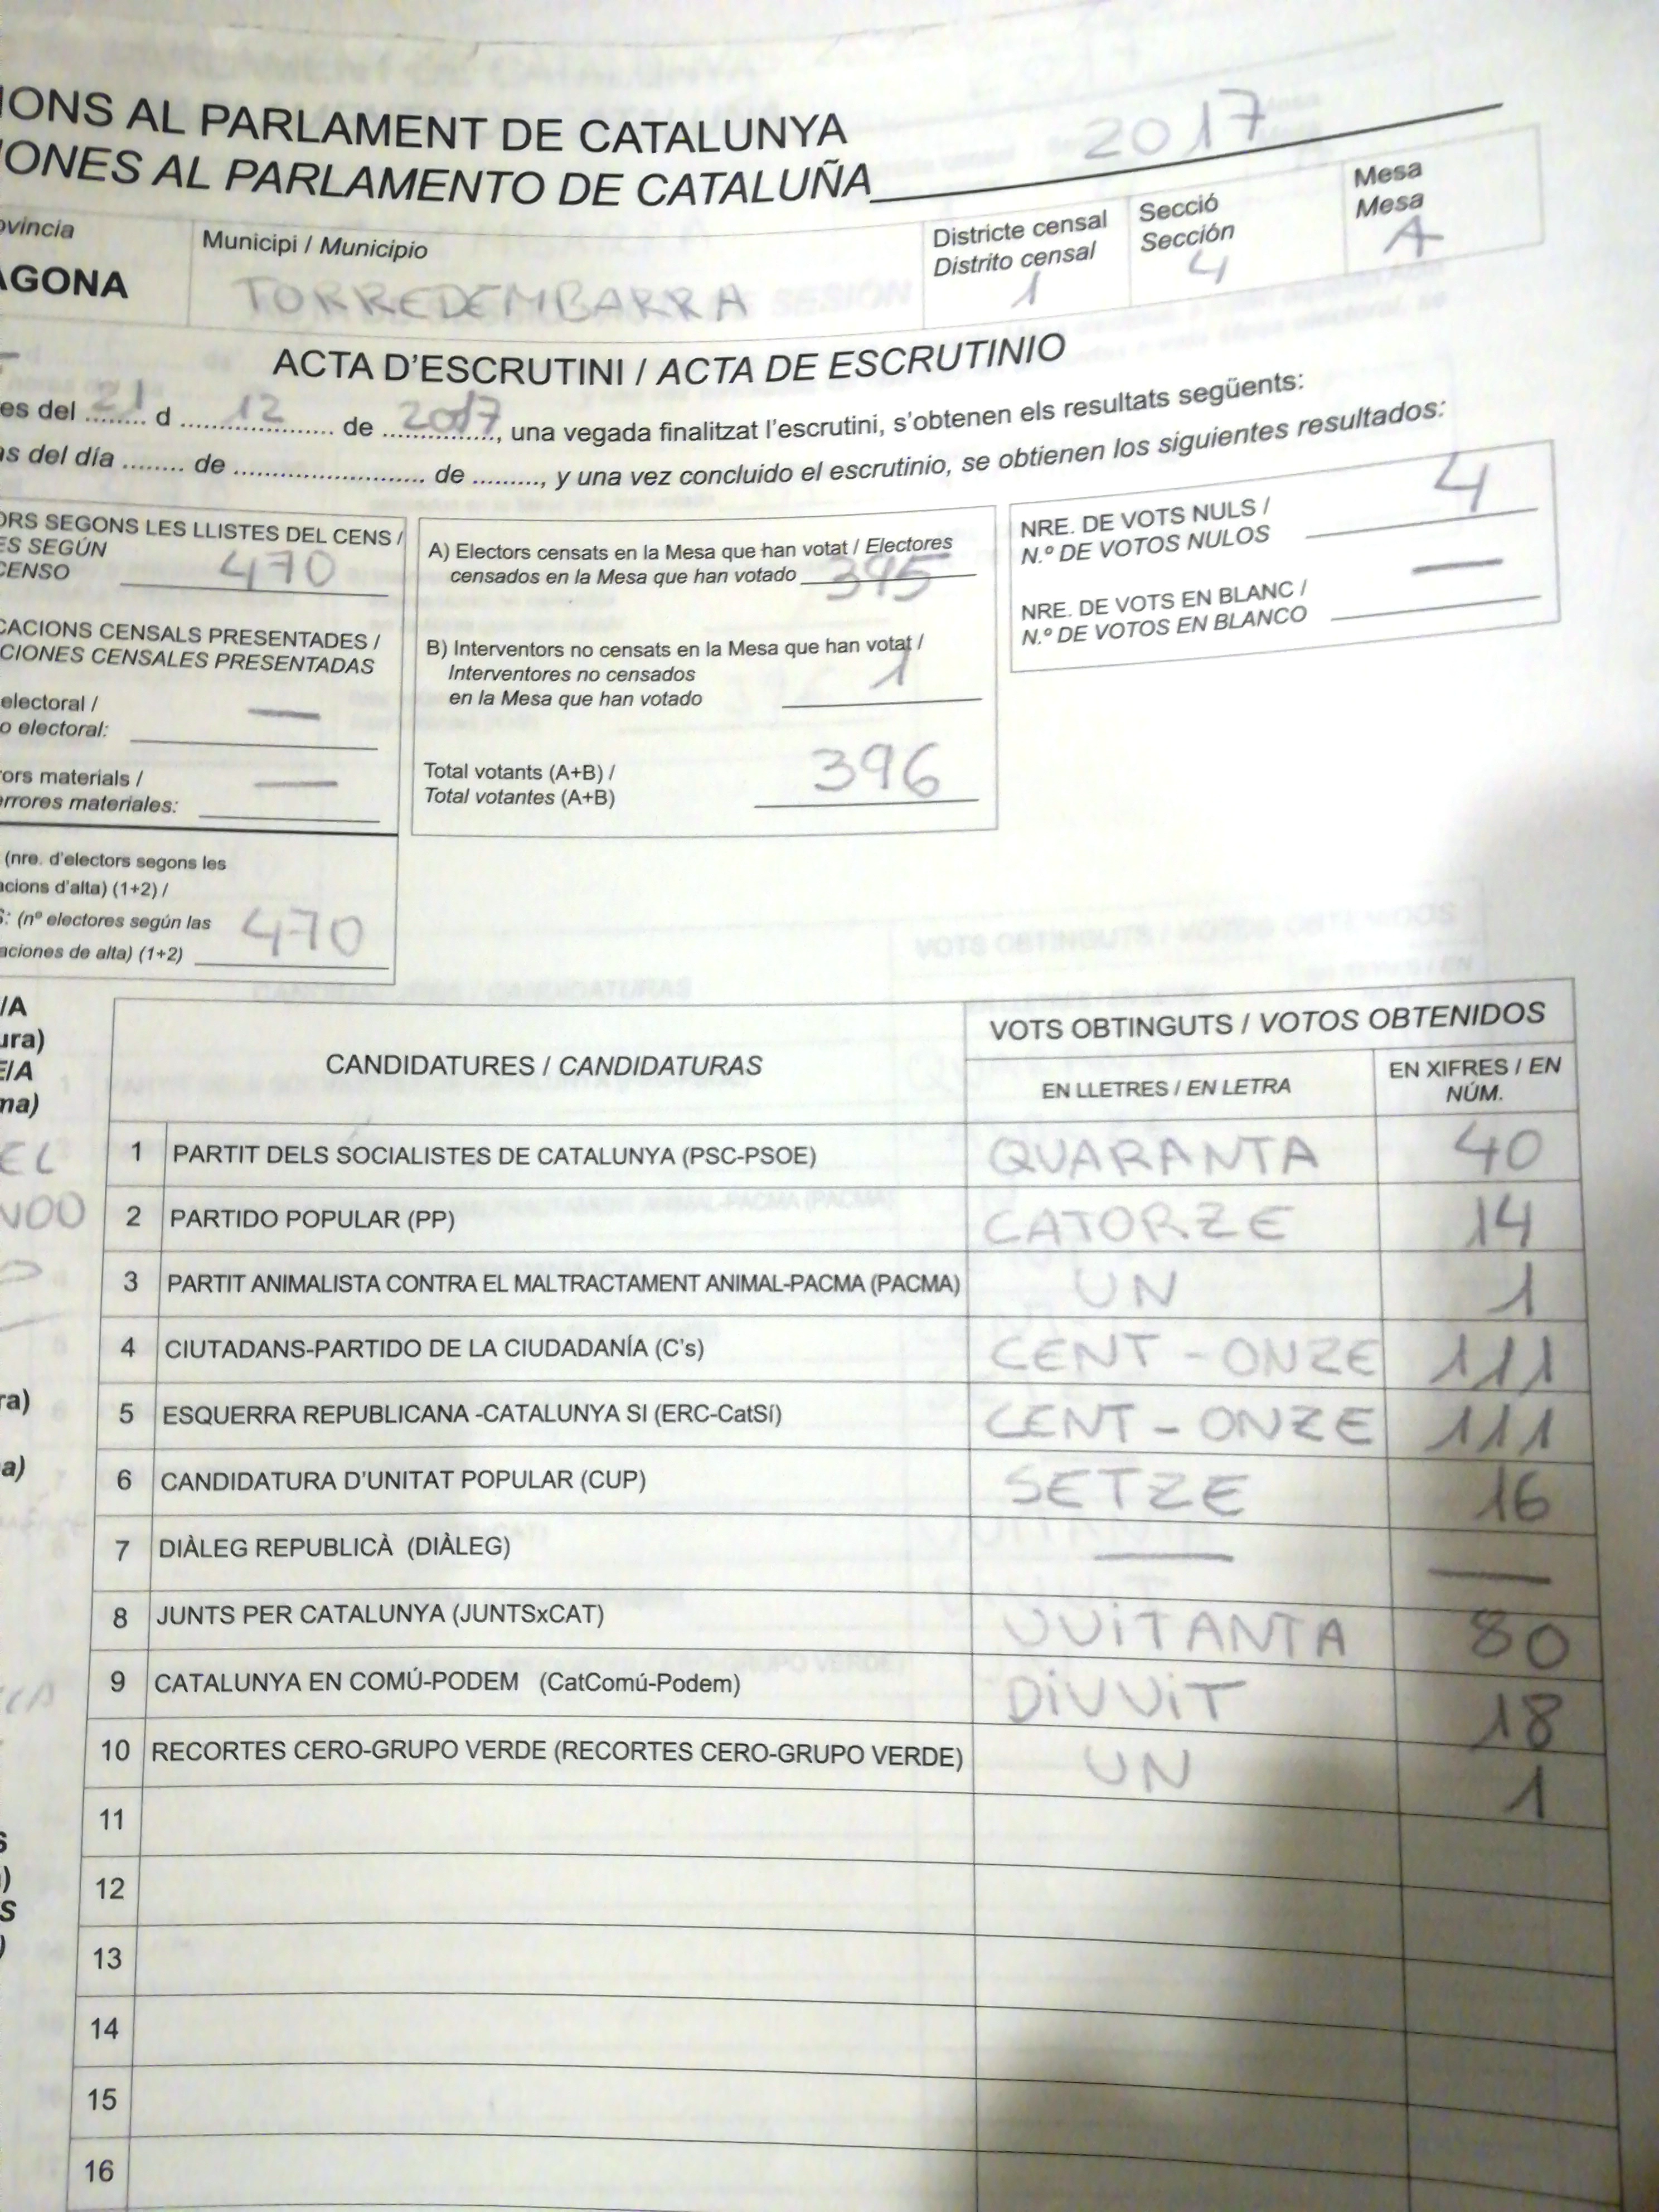 IONS AL PARLAMENT DE CATALUNYA
IONES AL PARLAMENTO DE CATALUÑA 2017
ovincia
AGONA
Municipi / Municipio
TORREDEMBARRA
Districte censal
Distrito censal
1
Secció
Sección
4
Mesa
Mesa
A
ACTA D'ESCRUTINI / ACTA DE ESCRUTINIO
es del 21 d 12 de 2017, una vegada finalitzat l'escrutini, s'obtenen els resultats següents:
as del día ........ de ........................ de ........., y una vez concluido el escrutinio, se obtienen los siguientes resultados:
ORS SEGONS LES LLISTES DEL CENS /
ES SEGÚN
CENSO 470
CACIONS CENSALS PRESENTADES /
CIONES CENSALES PRESENTADAS
electoral /
o electoral: —
ors materials /
errores materiales: —
(nre. d'electors segons les
acions d'alta) (1+2) /
S: (nº electores según las
aciones de alta) (1+2) 470
A) Electors censats en la Mesa que han votat / Electores
censados en la Mesa que han votado 395
B) Interventors no censats en la Mesa que han votat /
Interventores no censados
en la Mesa que han votado 1
Total votants (A+B) /
Total votantes (A+B) 396
NRE. DE VOTS NULS /
N.º DE VOTOS NULOS 4
NRE. DE VOTS EN BLANC /
N.º DE VOTOS EN BLANCO —
/A
ura)
E/A
na)
EL
NOO
ra)
a)
CANDIDATURES / CANDIDATURAS
VOTS OBTINGUTS / VOTOS OBTENIDOS
EN LLETRES / EN LETRA
EN XIFRES / EN
NÚM.
1 PARTIT DELS SOCIALISTES DE CATALUNYA (PSC-PSOE) QUARANTA 40
2 PARTIDO POPULAR (PP) CATORZE 14
3 PARTIT ANIMALISTA CONTRA EL MALTRACTAMENT ANIMAL-PACMA (PACMA) UN 1
4 CIUTADANS-PARTIDO DE LA CIUDADANÍA (C's) CENT - ONZE 111
5 ESQUERRA REPUBLICANA -CATALUNYA SI (ERC-CatSí) CENT - ONZE 111
6 CANDIDATURA D'UNITAT POPULAR (CUP) SETZE 16
7 DIÀLEG REPUBLICÀ (DIÀLEG) — —
8 JUNTS PER CATALUNYA (JUNTSxCAT) VUITANTA 80
9 CATALUNYA EN COMÚ-PODEM (CatComú-Podem) DIVUIT 18
10 RECORTES CERO-GRUPO VERDE (RECORTES CERO-GRUPO VERDE) UN 1
11
12
13
14
15
16